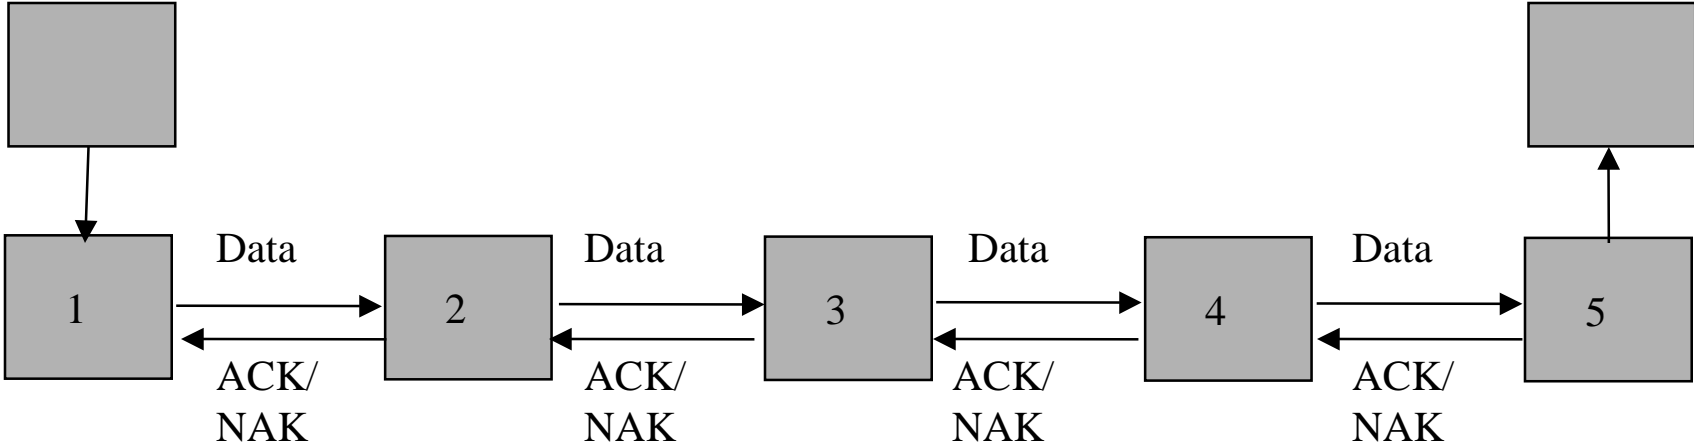 Data Data Data Data
1 2 3 4 5
ACK/ ACK/ ACK/ ACK/
NAK NAK NAK NAK